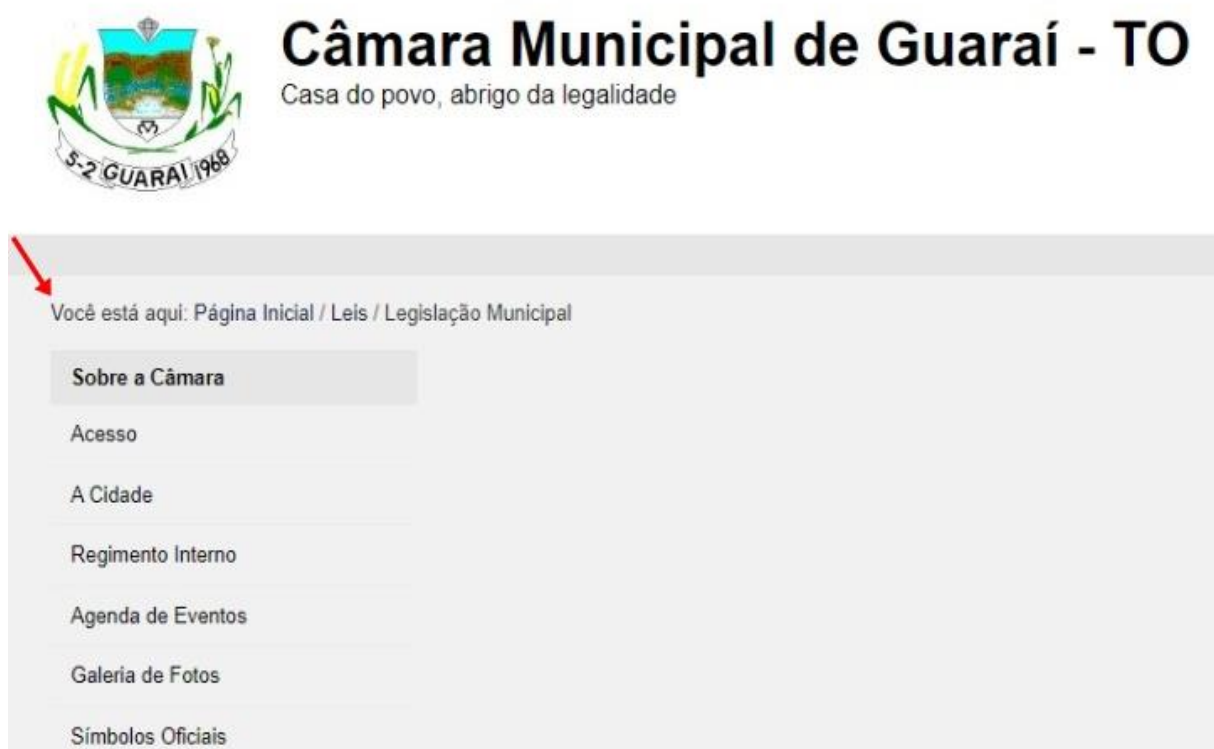 Câmara Municipal de Guaraí - TO
Casa do povo, abrigo da legalidade
5-2 GUARAI 1968
Você está aqui: Página Inicial / Leis / Legislação Municipal
Sobre a Câmara
Acesso
A Cidade
Regimento Interno
Agenda de Eventos
Galeria de Fotos
Símbolos Oficiais